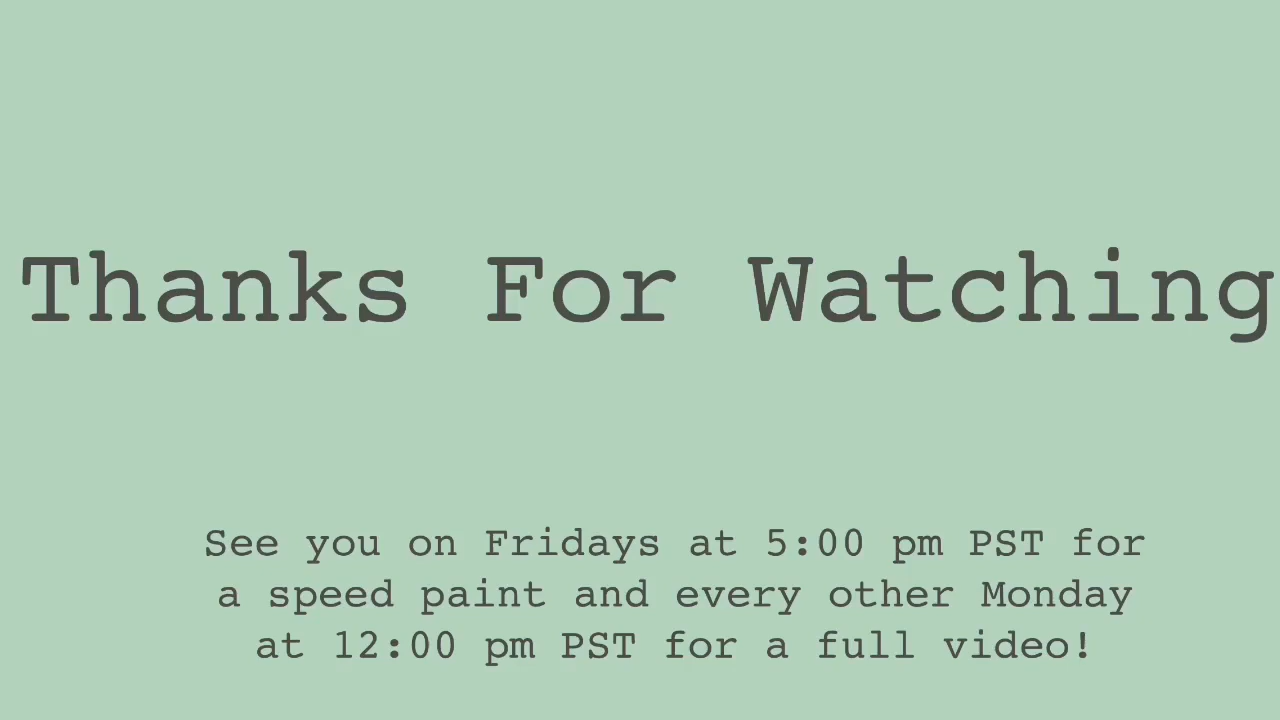 Thanks For Watching
See you on Fridays at 5:00 pm PST for
a speed paint and every other Monday
at 12:00 pm PST for a full video!